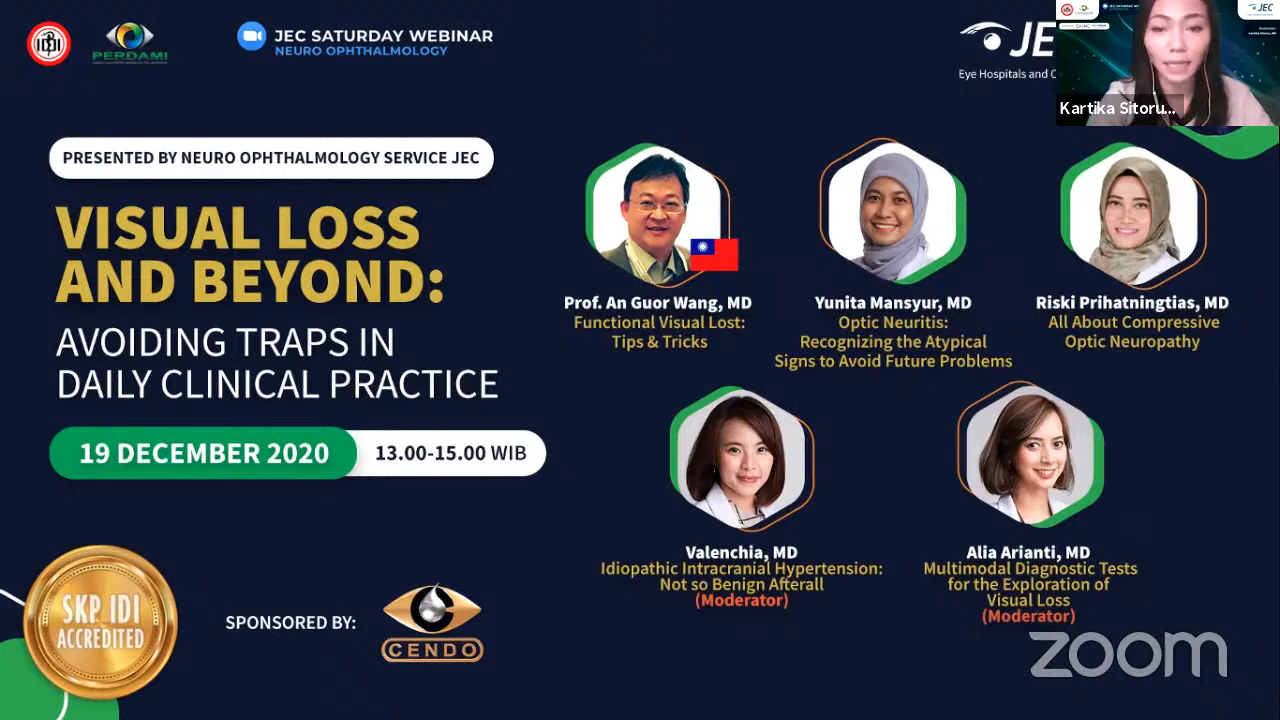 IDI
PERDAMI
JEC SATURDAY WEBINAR
NEURO OPHTHALMOLOGY
JE
Eye Hospitals and C
JEC
Kartika Sitoru...
PRESENTED BY NEURO OPHTHALMOLOGY SERVICE JEC
VISUAL LOSS
AND BEYOND:
AVOIDING TRAPS IN
DAILY CLINICAL PRACTICE
19 DECEMBER 2020
13.00-15.00 WIB
Prof. An Guor Wang, MD
Functional Visual Lost:
Tips & Tricks
Yunita Mansyur, MD
Optic Neuritis:
Recognizing the Atypical
Signs to Avoid Future Problems
Riski Prihatningtias, MD
All About Compressive
Optic Neuropathy
Valenchia, MD
Idiopathic Intracranial Hypertension:
Not so Benign Afterall
(Moderator)
Alia Arianti, MD
Multimodal Diagnostic Tests
for the Exploration of
Visual Loss
(Moderator)
SKP IDI
ACCREDITED
SPONSORED BY:
CENDO
zoom